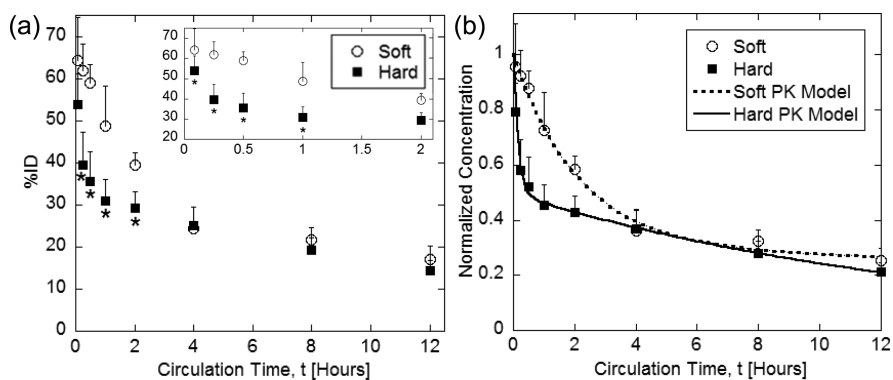 (a)
%ID
70
60
50
40
30
20
10
0
0 2 4 6 8 10 12
Circulation Time, t [Hours]
70
60
50
40
30
20
0 0.5 1 1.5 2
Soft
Hard
*
*
*
*
*
*
*
*
(b)
Normalized Concentration
1
0.8
0.6
0.4
0.2
0
0 2 4 6 8 10 12
Circulation Time, t [Hours]
Soft
Hard
Soft PK Model
Hard PK Model